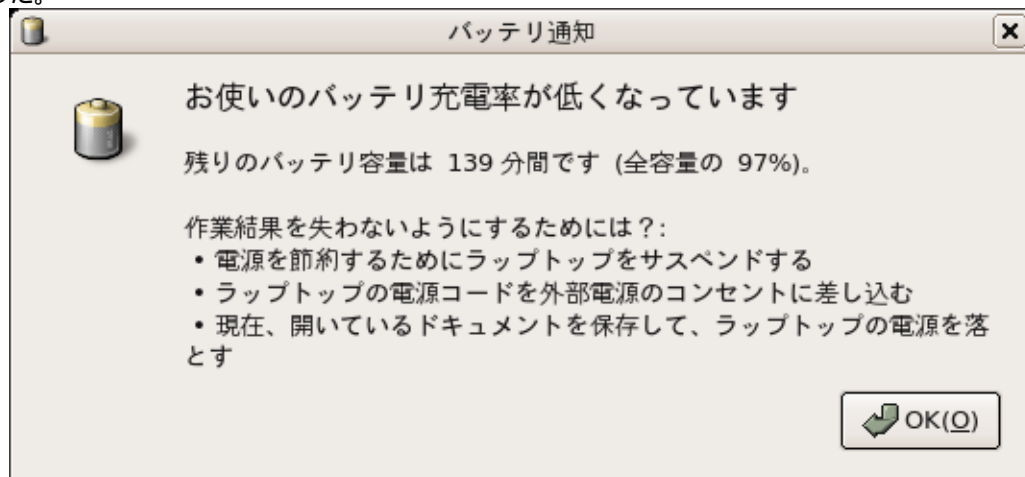 した。
バッテリ通知
お使いのバッテリ充電率が低くなっています
残りのバッテリ容量は 139 分間です (全容量の 97%)。
作業結果を失わないようにするためには？:
• 電源を節約するためにラップトップをサスペンドする
• ラップトップの電源コードを外部電源のコンセントに差し込む
• 現在、開いているドキュメントを保存して、ラップトップの電源を落
とす
OK(O)